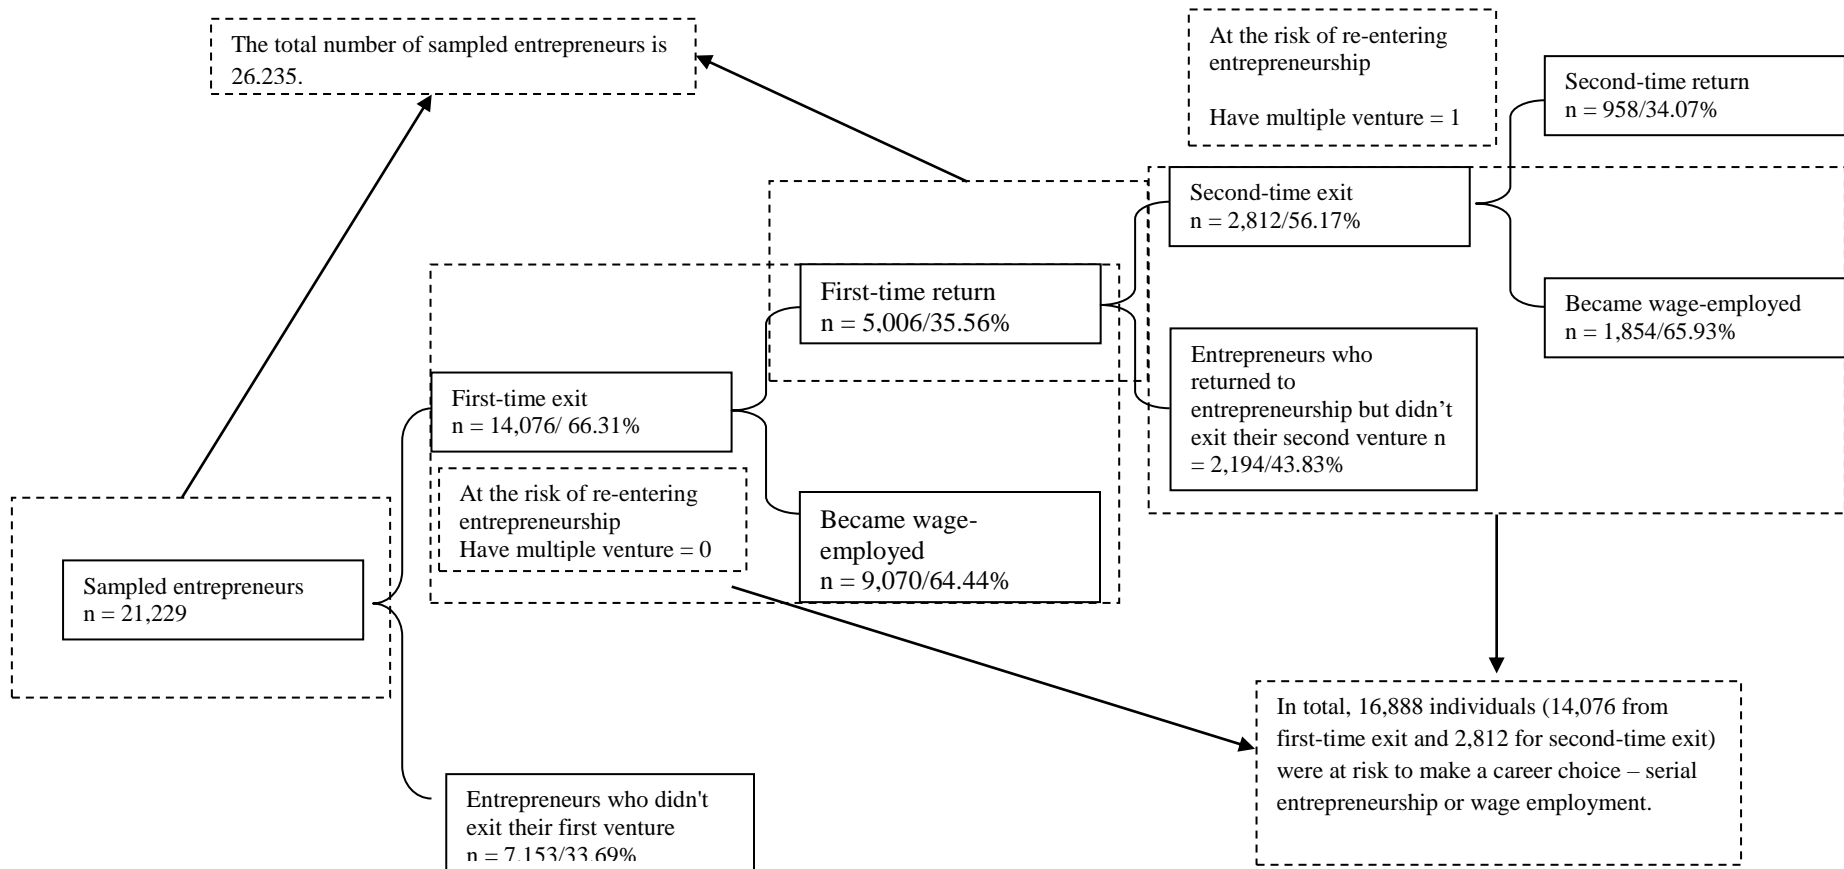 The total number of sampled entrepreneurs is
26,235.
At the risk of re-entering
entrepreneurship
Have multiple venture = 1
Second-time return
n = 958/34.07%
Second-time exit
n = 2,812/56.17%
First-time return
n = 5,006/35.56%
Became wage-employed
n = 1,854/65.93%
Entrepreneurs who
returned to
entrepreneurship but didn’t
exit their second venture n
= 2,194/43.83%
First-time exit
n = 14,076/ 66.31%
At the risk of re-entering
entrepreneurship
Have multiple venture = 0
Became wage-
employed
n = 9,070/64.44%
Sampled entrepreneurs
n = 21,229
In total, 16,888 individuals (14,076 from
first-time exit and 2,812 for second-time exit)
were at risk to make a career choice – serial
entrepreneurship or wage employment.
Entrepreneurs who didn't
exit their first venture
n = 7,153/33.69%